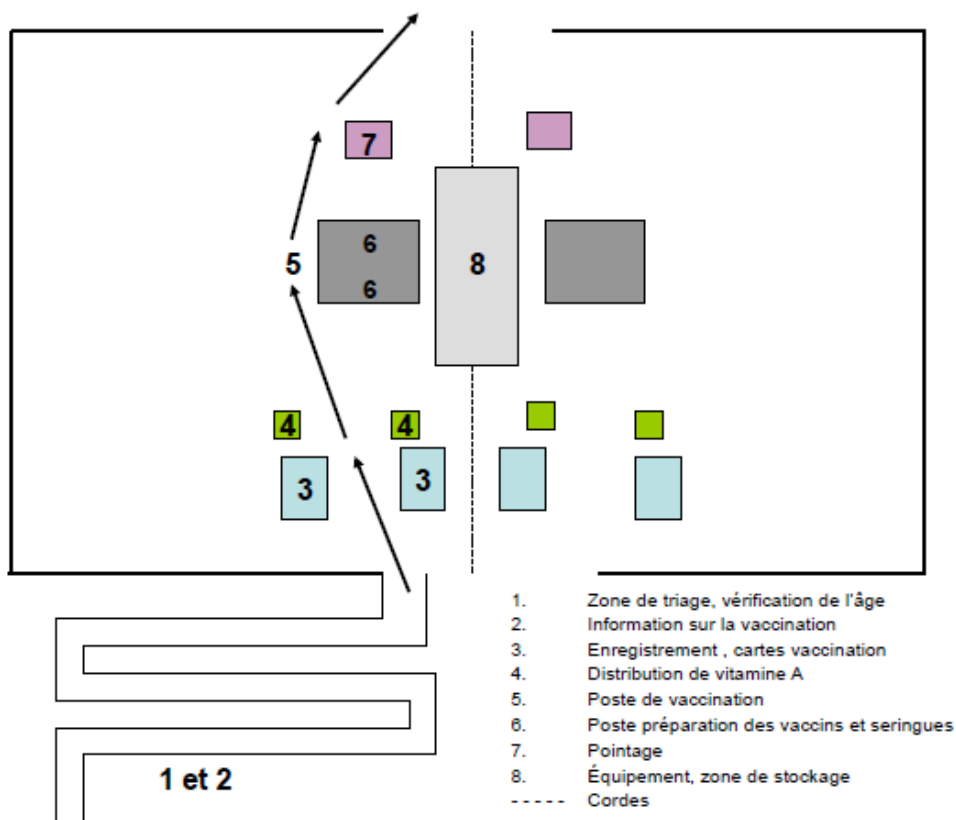 7
6
5
8
6
4
4
3
3
1 et 2
1. Zone de triage, vérification de l'âge
2. Information sur la vaccination
3. Enregistrement , cartes vaccination
4. Distribution de vitamine A
5. Poste de vaccination
6. Poste préparation des vaccins et seringues
7. Pointage
8. Équipement, zone de stockage
- - - - - Cordes